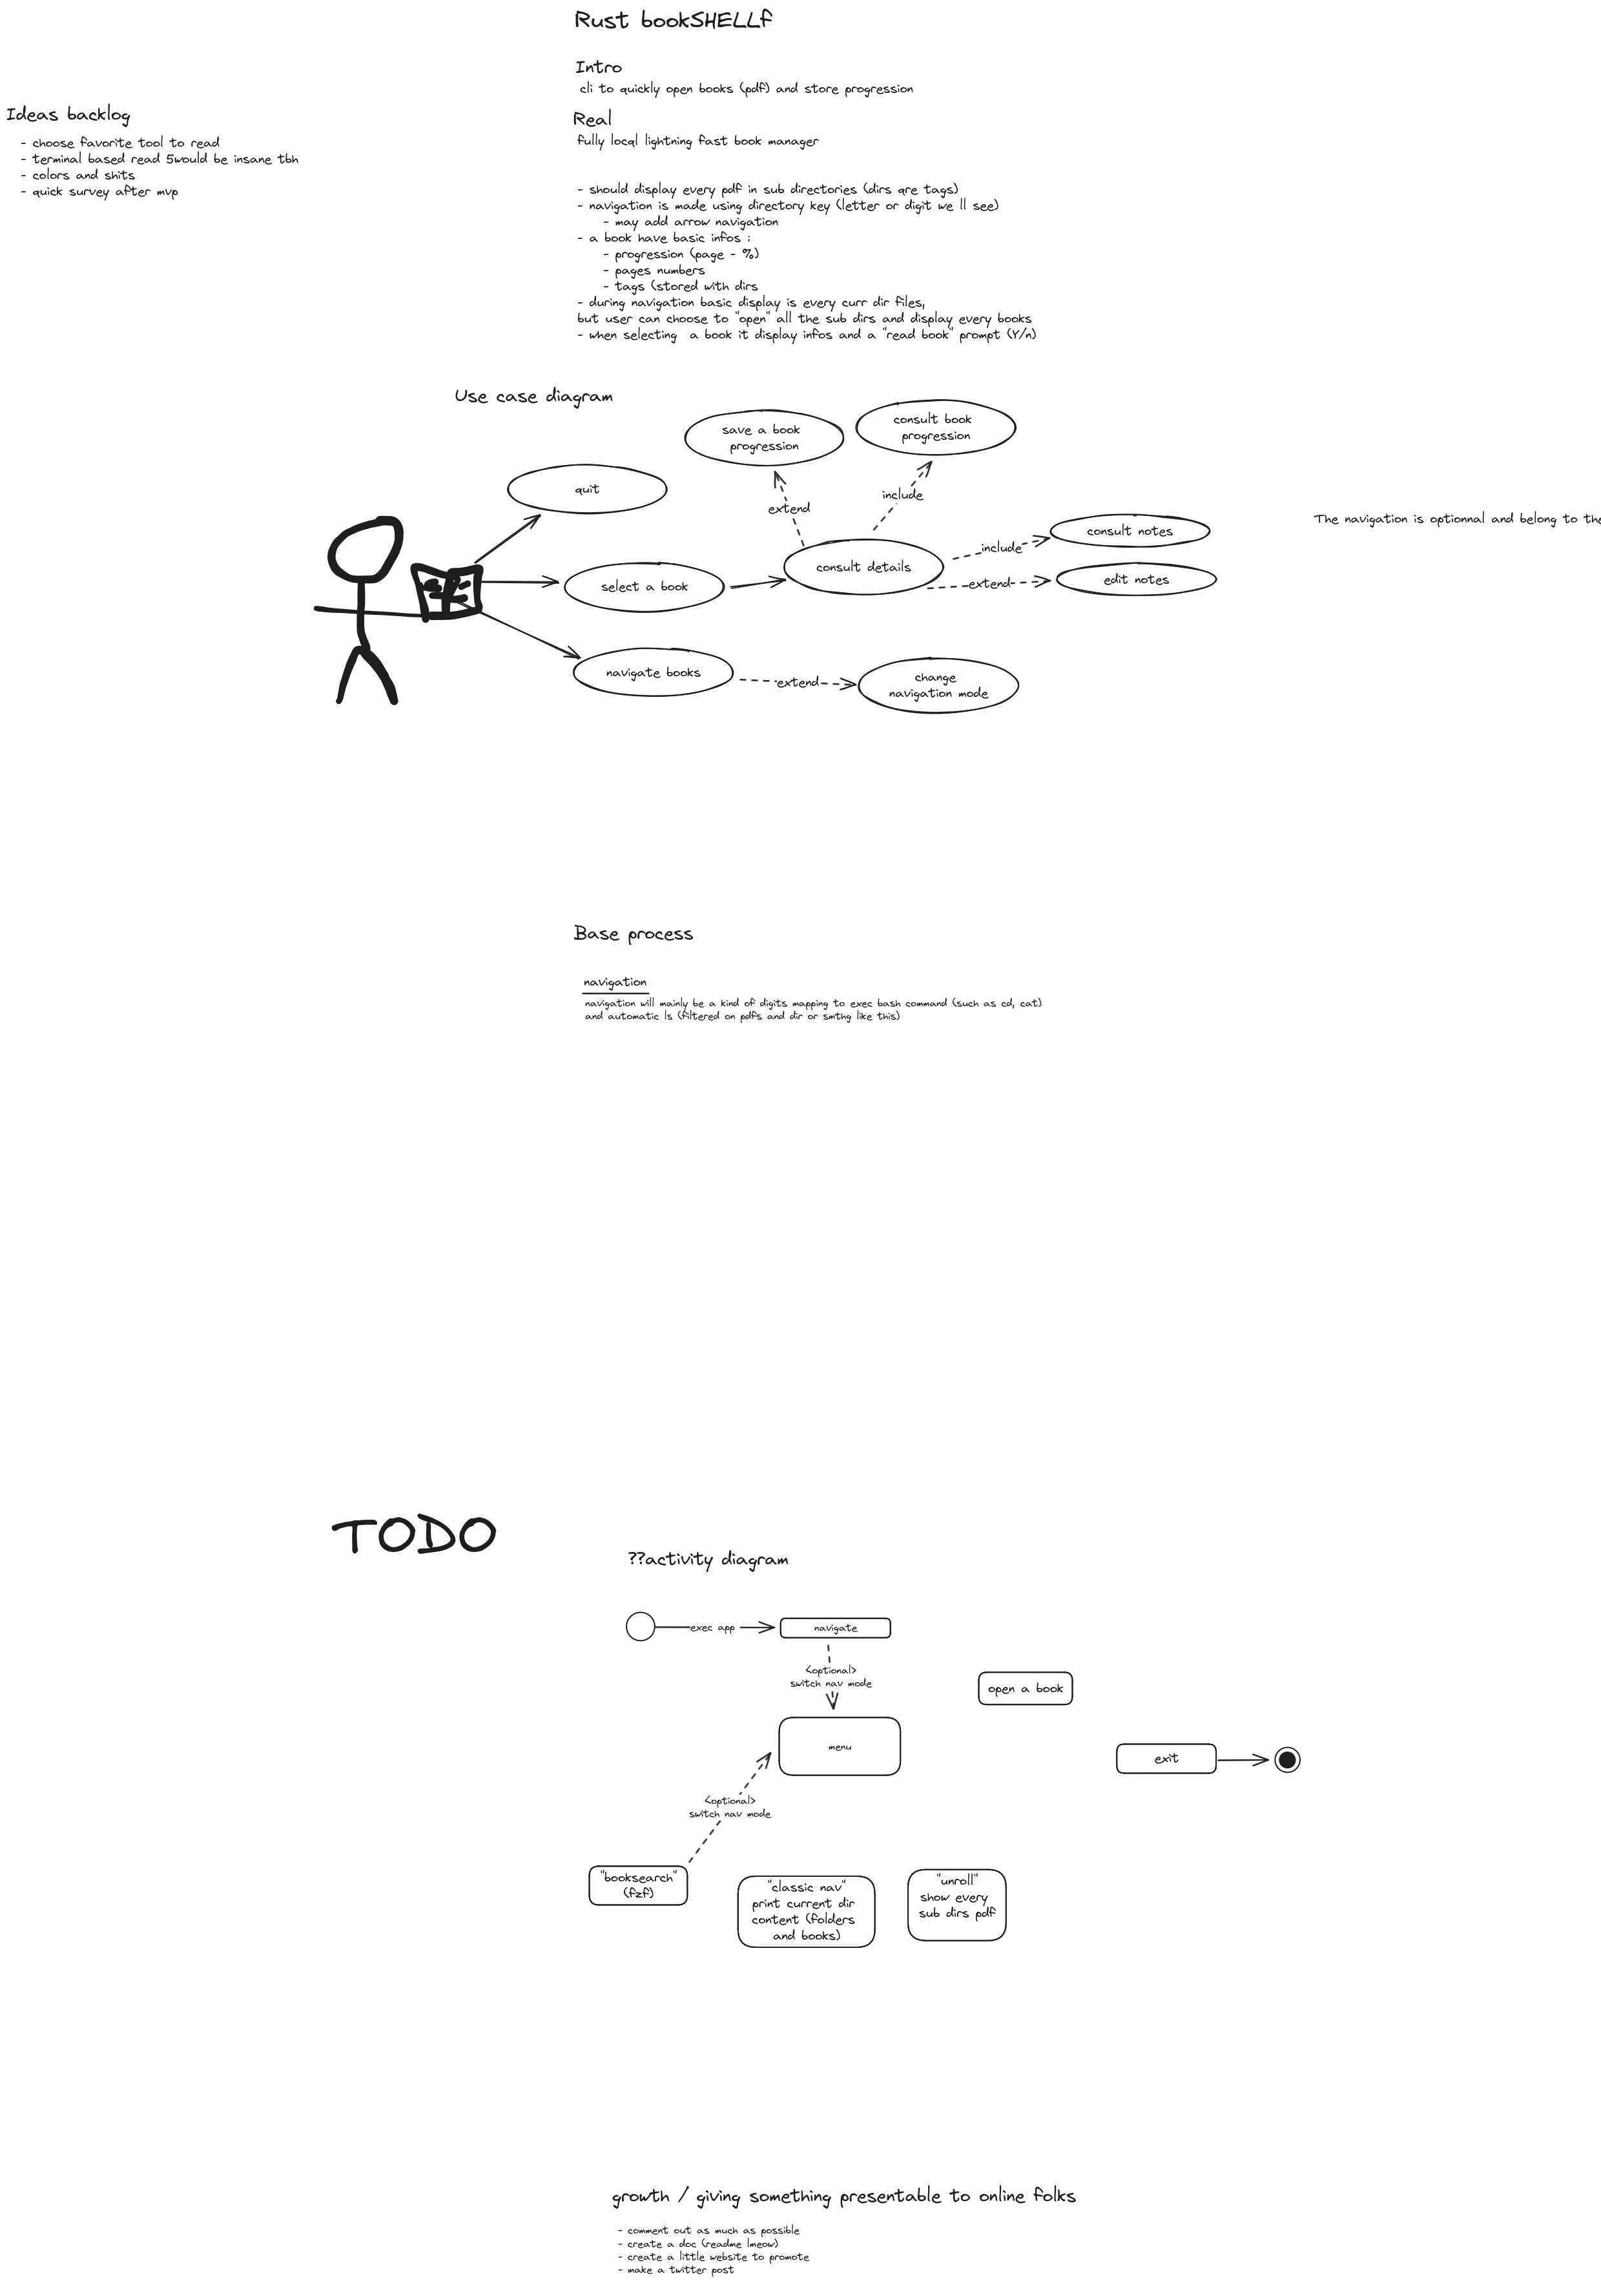 Rust bookSHELLf
Intro
cli to quickly open books (pdf) and store progression
Real
fully locql lightning fast book manager
Ideas backlog
- choose favorite tool to read
- terminal based read 5would be insane tbh
- colors and shits
- quick survey after mvp
- should display every pdf in sub directories (dirs qre tags)
- navigation is made using directory key (letter or digit we ll see)
- may add arrow navigation
- a book have basic infos :
- progression (page - %)
- pages numbers
- tags (stored with dirs
- during navigation basic display is every curr dir files,
but user can choose to "open" all the sub dirs and display every books
- when selecting a book it display infos and a "read book" prompt (Y/n)
Use case diagram
save a book
progression
consult book
progression
quit
include
extend
consult notes
The navigation is optionnal and belong to the
include
consult details
select a book
extend
edit notes
navigate books
extend
change
navigation mode
Base process
navigation
navigation will mainly be a kind of digits mapping to exec bash command (such as cd, cat)
and automatic ls (filtered on pdfs and dir or smthg like this)
TODO
??activity diagram
exec app
navigate
<optional>
switch nav mode
open a book
menu
exit
<optional>
switch nav mode
"booksearch"
(fzf)
"classic nav"
print current dir
content (folders
and books)
"unroll"
show every
sub dirs pdf
growth / giving something presentable to online folks
- comment out as much as possible
- create a doc (readme lmeow)
- create a little website to promote
- make a twitter post